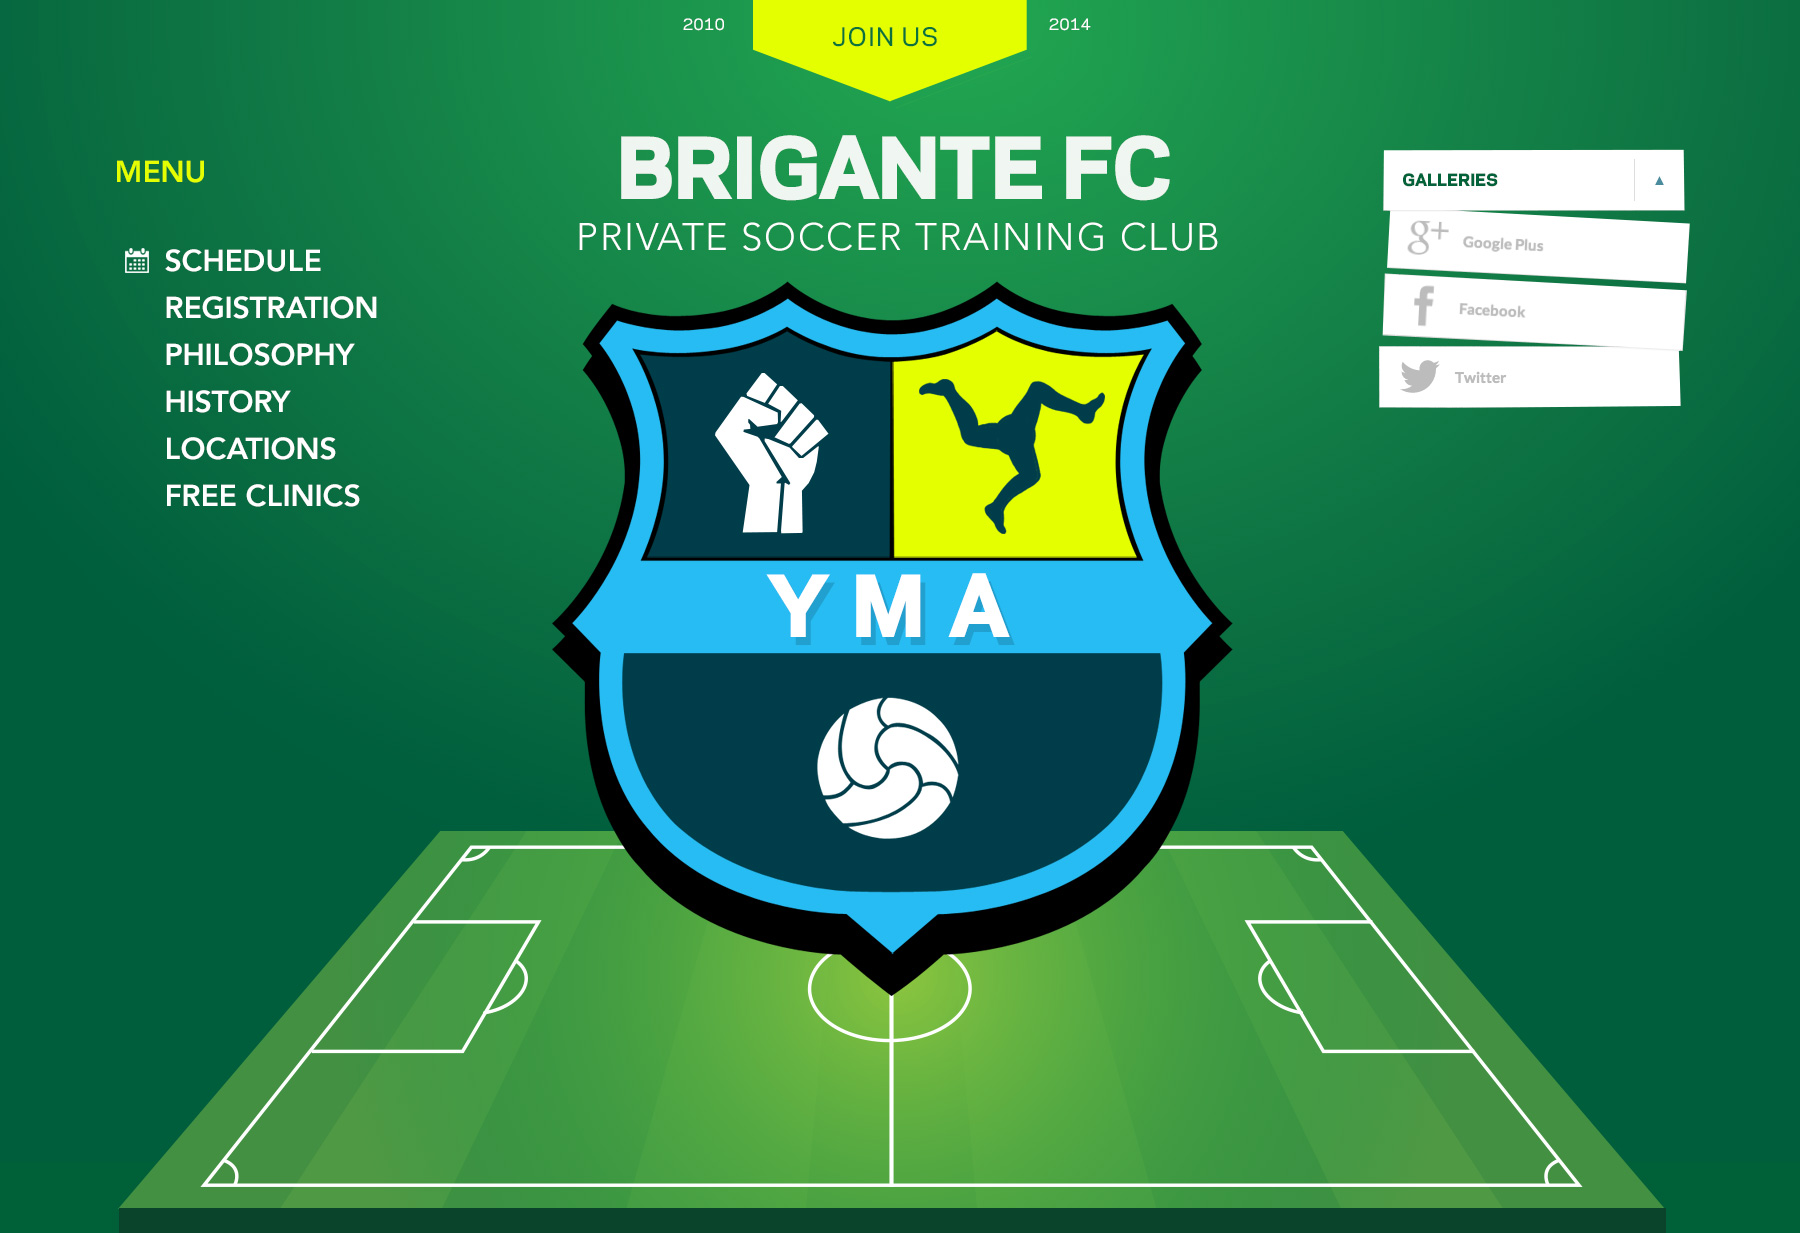 2010
JOIN US
2014
BRIGANTE FC
PRIVATE SOCCER TRAINING CLUB
MENU
SCHEDULE
REGISTRATION
PHILOSOPHY
HISTORY
LOCATIONS
FREE CLINICS
GALLERIES
g+ Google Plus
f Facebook
Twitter
YMA